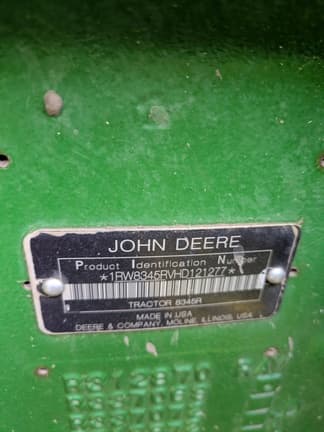 JOHN DEERE
Product Identification Number
*1RW8345RVHD121277*
TRACTOR 8345R
MADE IN USA
DEERE & COMPANY, MOLINE, ILLINOIS, USA